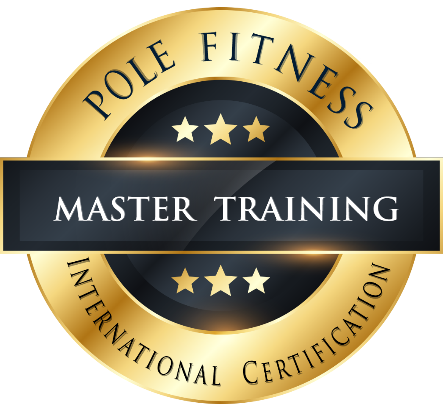 POLE FITNESS
MASTER TRAINING
INTERNATIONAL CERTIFICATION